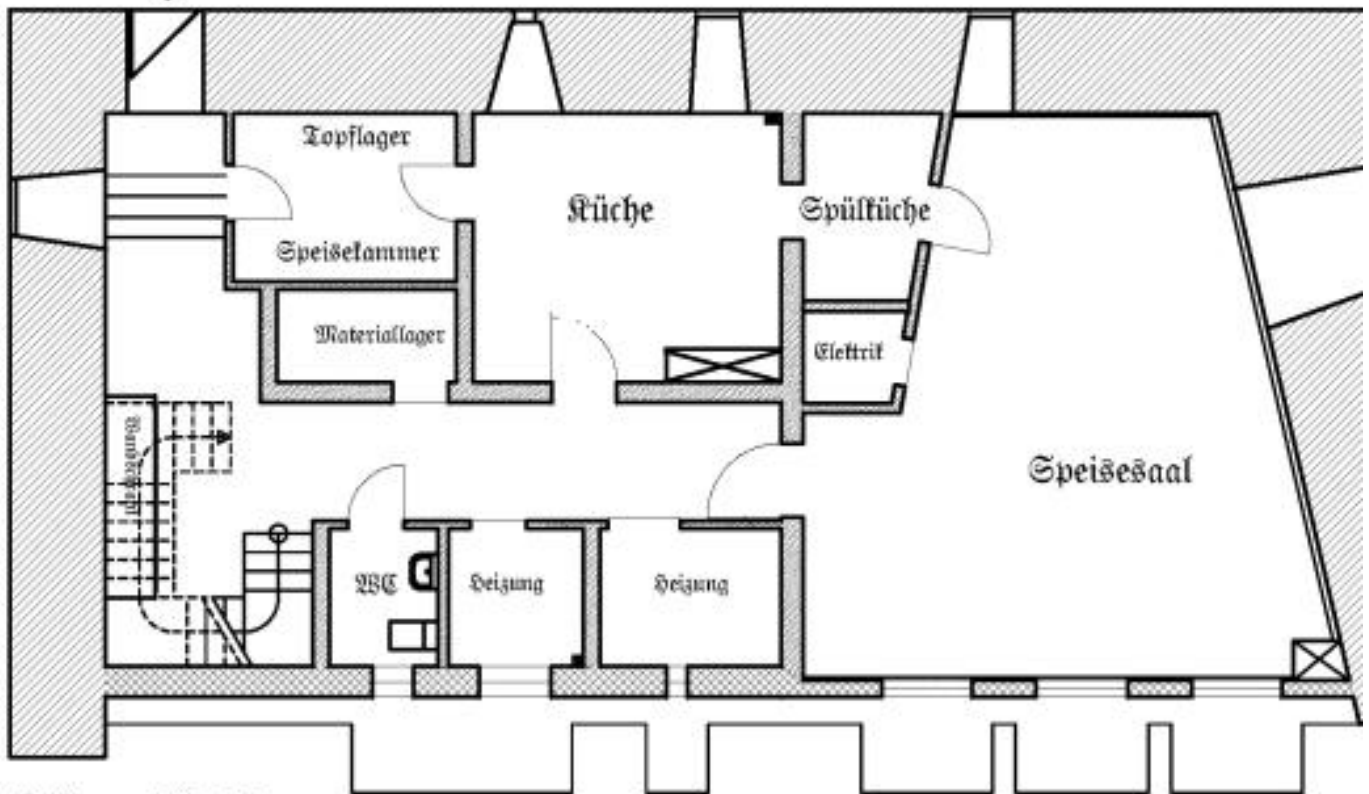 Topflager
Küche
Spülküche
Speisekammer
Materiallager
Elektrik
Speisesaal
WC
Heizung
Heizung